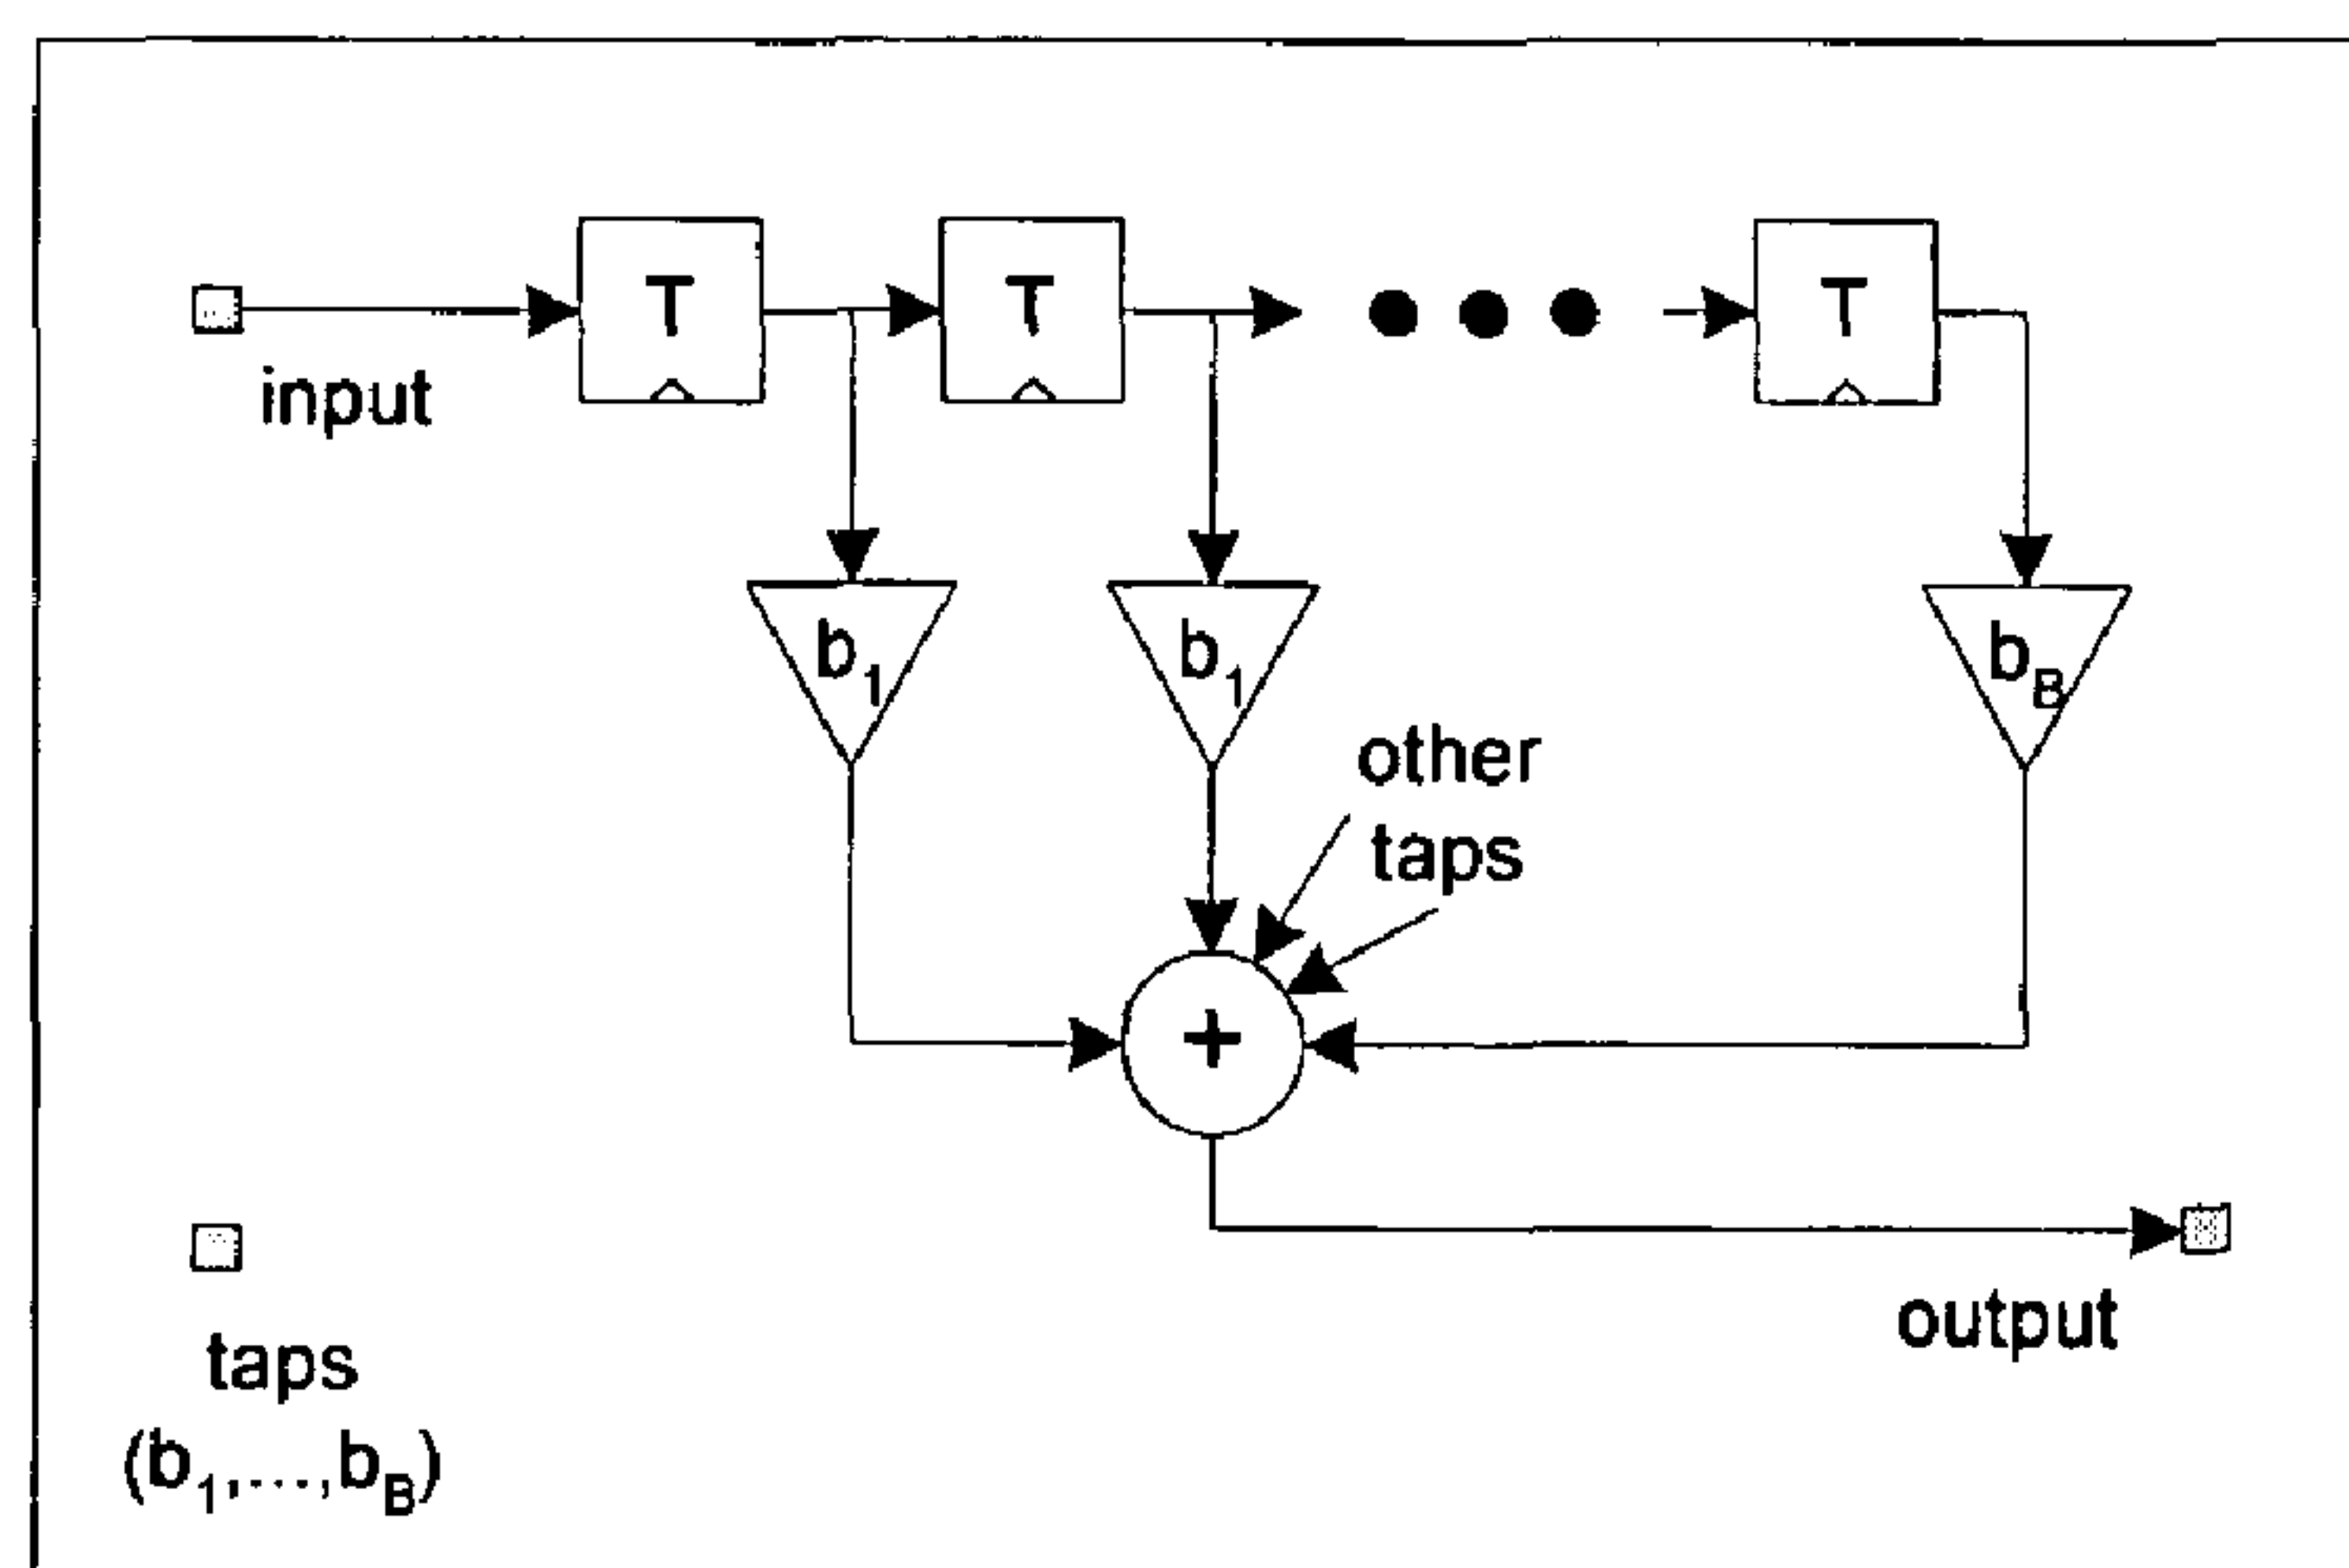 T T T
input
b1 b1 bB
other
taps
+
output
taps
(b1,...,bB)